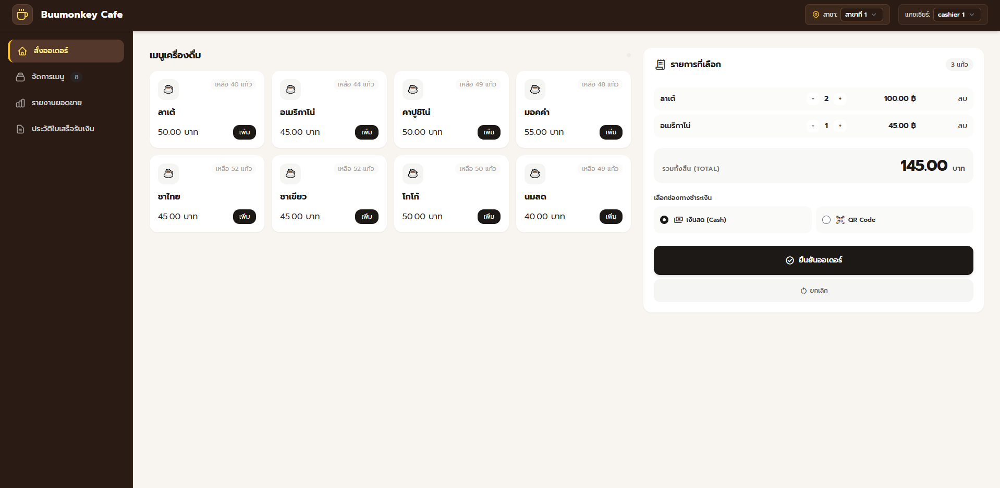 Buumonkey Cafe
สาขา: สาขาที่ 1
แคชเชียร์: cashier 1
สั่งออเดอร์
จัดการเมนู 8
รายงานยอดขาย
ประวัติใบเสร็จรับเงิน
เมนูเครื่องดื่ม
เหลือ 40 แก้ว
ลาเต้
50.00 บาท
เพิ่ม
เหลือ 44 แก้ว
อเมริกาโน่
45.00 บาท
เพิ่ม
เหลือ 49 แก้ว
คาปูชิโน่
50.00 บาท
เพิ่ม
เหลือ 48 แก้ว
มอคค่า
55.00 บาท
เพิ่ม
เหลือ 52 แก้ว
ชาไทย
45.00 บาท
เพิ่ม
เหลือ 52 แก้ว
ชาเขียว
45.00 บาท
เพิ่ม
เหลือ 50 แก้ว
โกโก้
50.00 บาท
เพิ่ม
เหลือ 49 แก้ว
นมสด
40.00 บาท
เพิ่ม
รายการที่เลือก
3 แก้ว
ลาเต้ - 2 + 100.00 ฿ ลบ
อเมริกาโน่ - 1 + 45.00 ฿ ลบ
รวมทั้งสิ้น (TOTAL) 145.00 บาท
เลือกช่องทางชำระเงิน
เงินสด (Cash)
QR Code
ยืนยันออเดอร์
ยกเลิก